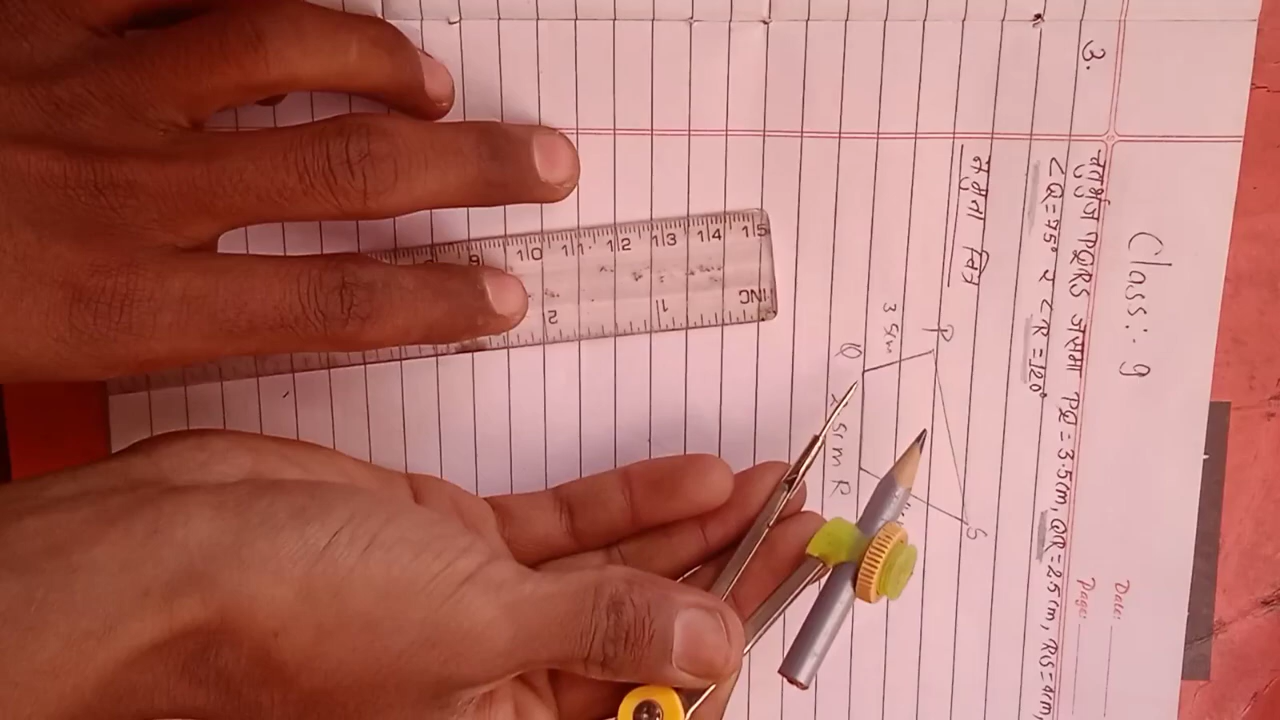 Date:
Page:
Class: 9
3. चतुर्भुज PQRS जसमा PQ = 3.5cm, QR = 2.5cm, RS = 4cm,
∠Q = 75° र ∠R = 120°
नमुना चित्र
P
S
3 5cm
Q
5cm
R
9 10 11 12 13 14 15
2 1 INC